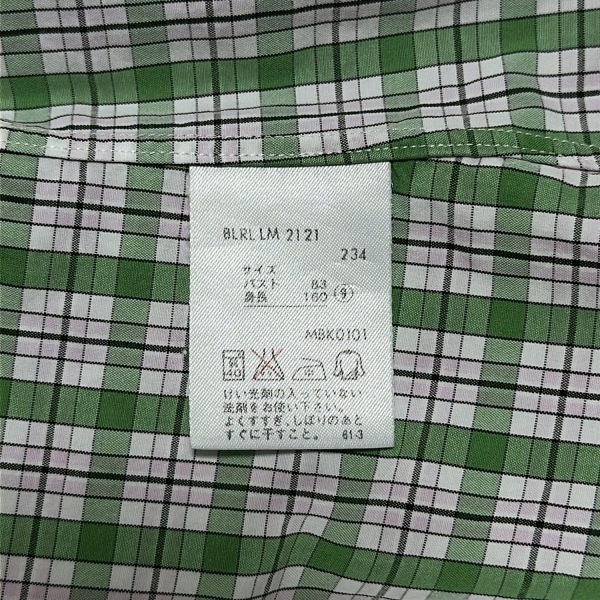 BLRL LM 2121
234
サイズ
バスト 83
身長 160 ⑨
MBK0101
弱 40
けい光剤の入っていない
洗剤をお使い下さい。
よくすすぎ、しぼりのあと
すぐに干すこと。 61-3